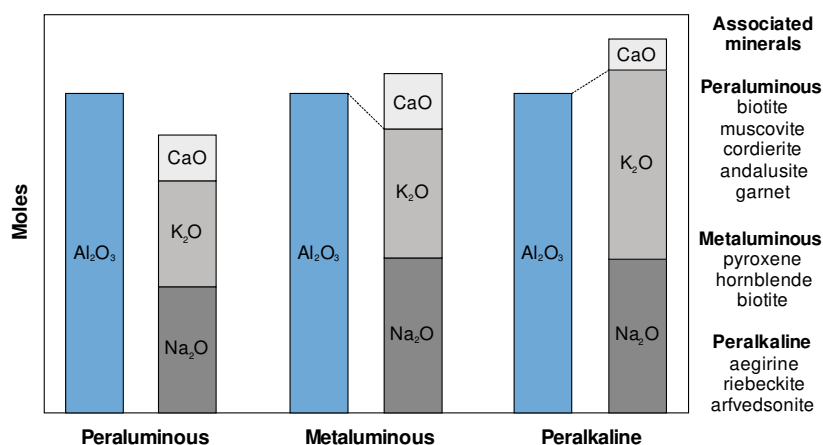 Moles
Al₂O₃
CaO
K₂O
Na₂O
Al₂O₃
CaO
K₂O
Na₂O
Al₂O₃
CaO
K₂O
Na₂O
Peraluminous
Metaluminous
Peralkaline
Associated
minerals
Peraluminous
biotite
muscovite
cordierite
andalusite
garnet
Metaluminous
pyroxene
hornblende
biotite
Peralkaline
aegirine
riebeckite
arfvedsonite